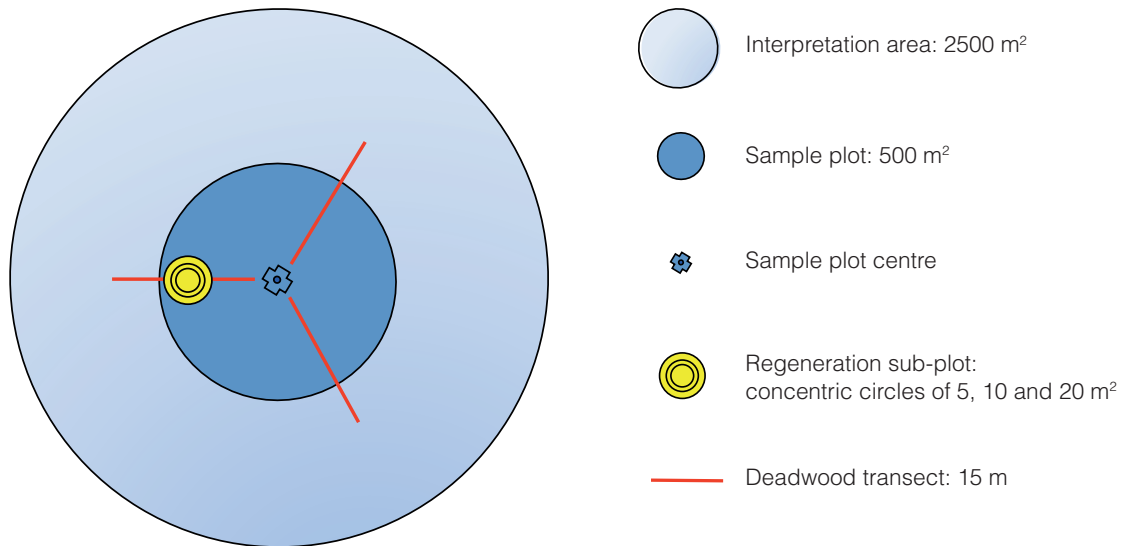 Interpretation area: 2500 m²
Sample plot: 500 m²
Sample plot centre
Regeneration sub-plot:
concentric circles of 5, 10 and 20 m²
Deadwood transect: 15 m